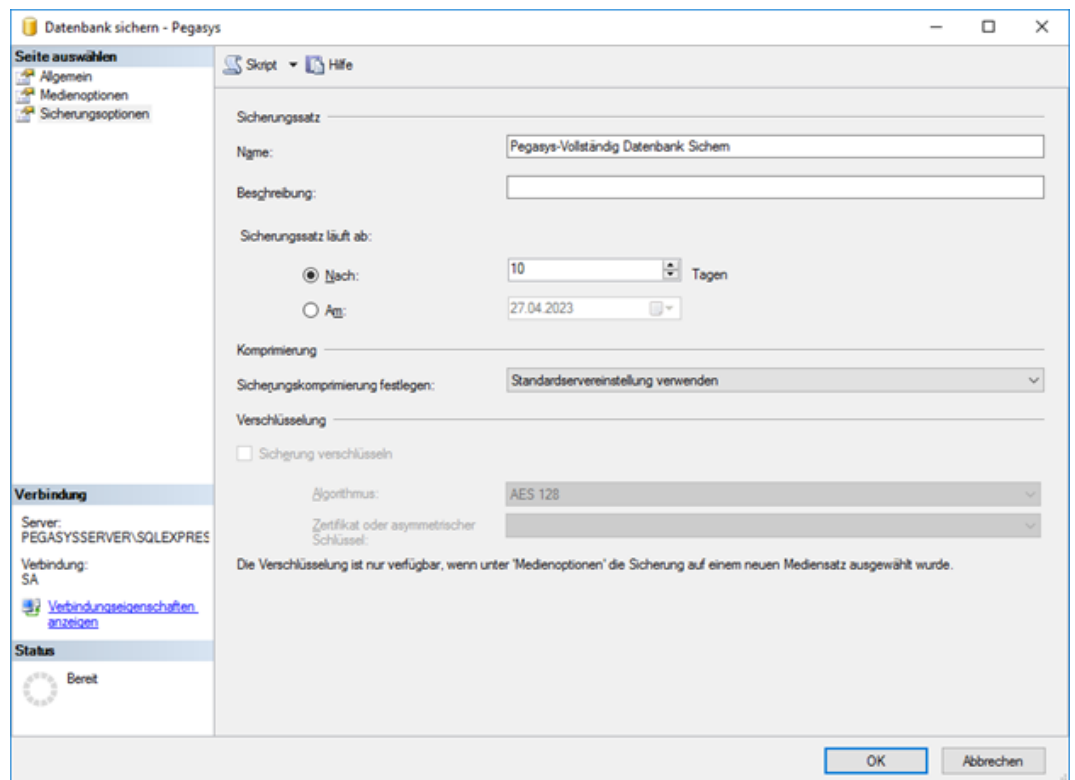 Datenbank sichern - Pegasys
Seite auswählen
Allgemein
Medienoptionen
Sicherungsoptionen
Skript
Hilfe
Sicherungssatz
Name:
Pegasys-Vollständig Datenbank Sichern
Beschreibung:
Sicherungssatz läuft ab:
Nach:
10
Tagen
Am:
27.04.2023
Komprimierung
Sicherungskomprimierung festlegen:
Standardservereinstellung verwenden
Verschlüsselung
Sicherung verschlüsseln
Algorithmus:
AES 128
Zertifikat oder asymmetrischer
Schlüssel:
Die Verschlüsselung ist nur verfügbar, wenn unter 'Medienoptionen' die Sicherung auf einem neuen Mediensatz ausgewählt wurde.
Verbindung
Server:
PEGASYSSERVER\SQLEXPRES
Verbindung:
SA
Verbindungseigenschaften
anzeigen
Status
Bereit
OK
Abbrechen